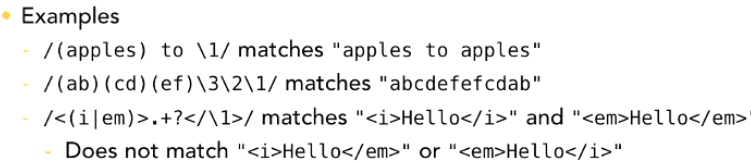 • Examples
- /(apples) to \1/ matches "apples to apples"
- /(ab)(cd)(ef)\3\2\1/ matches "abcdefefcdab"
- /<(i|em)>.+?</\1>/ matches "<i>Hello</i>" and "<em>Hello</em>"
- Does not match "<i>Hello</em>" or "<em>Hello</i>"